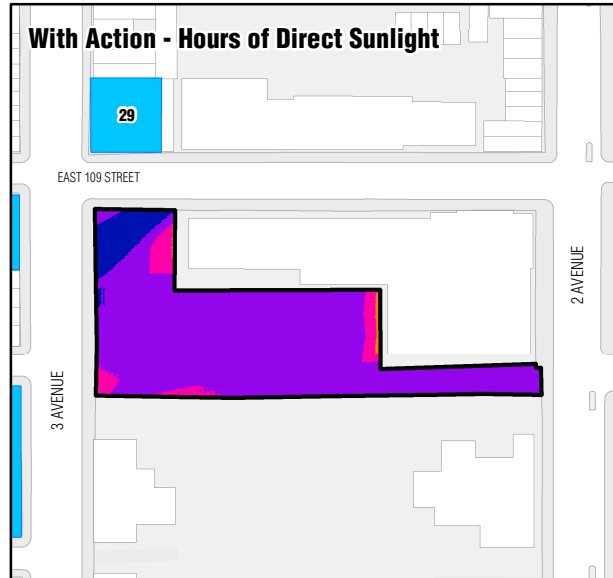 With Action - Hours of Direct Sunlight
29
EAST 109 STREET
2 AVENUE
3 AVENUE